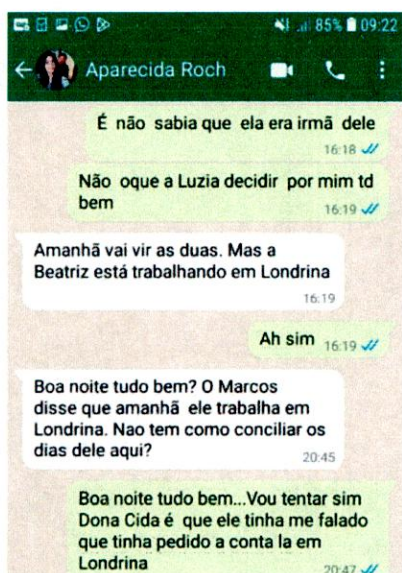 85% 09:22
Aparecida Roch
É não sabia que ela era irmã dele
16:18
Não oque a Luzia decidir por mim td
bem
16:19
Amanhã vai vir as duas. Mas a
Beatriz está trabalhando em Londrina
16:19
Ah sim 16:19
Boa noite tudo bem? O Marcos
disse que amanhã ele trabalha em
Londrina. Nao tem como conciliar os
dias dele aqui?
20:45
Boa noite tudo bem...Vou tentar sim
Dona Cida é que ele tinha me falado
que tinha pedido a conta la em
Londrina
20:47